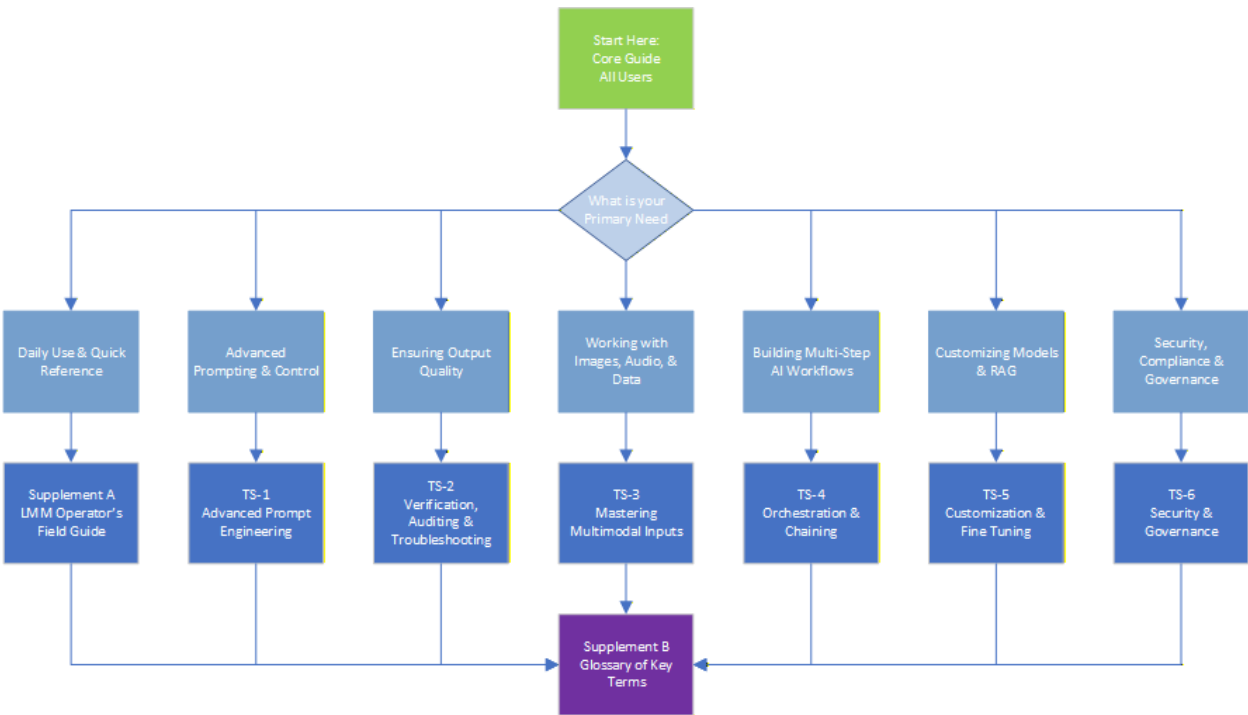 Start Here:
Core Guide
All Users
What is your
Primary Need
Daily Use & Quick
Reference
Advanced
Prompting & Control
Ensuring Output
Quality
Working with
Images, Audio, &
Data
Building Multi-Step
AI Workflows
Customizing Models
& RAG
Security,
Compliance &
Governance
Supplement A
LMM Operator's
Field Guide
TS-1
Advanced Prompt
Engineering
TS-2
Verification,
Auditing &
Troubleshooting
TS-3
Mastering
Multimodal Inputs
TS-4
Orchestration &
Chaining
TS-5
Customization &
Fine Tuning
TS-6
Security &
Governance
Supplement B
Glossary of Key
Terms